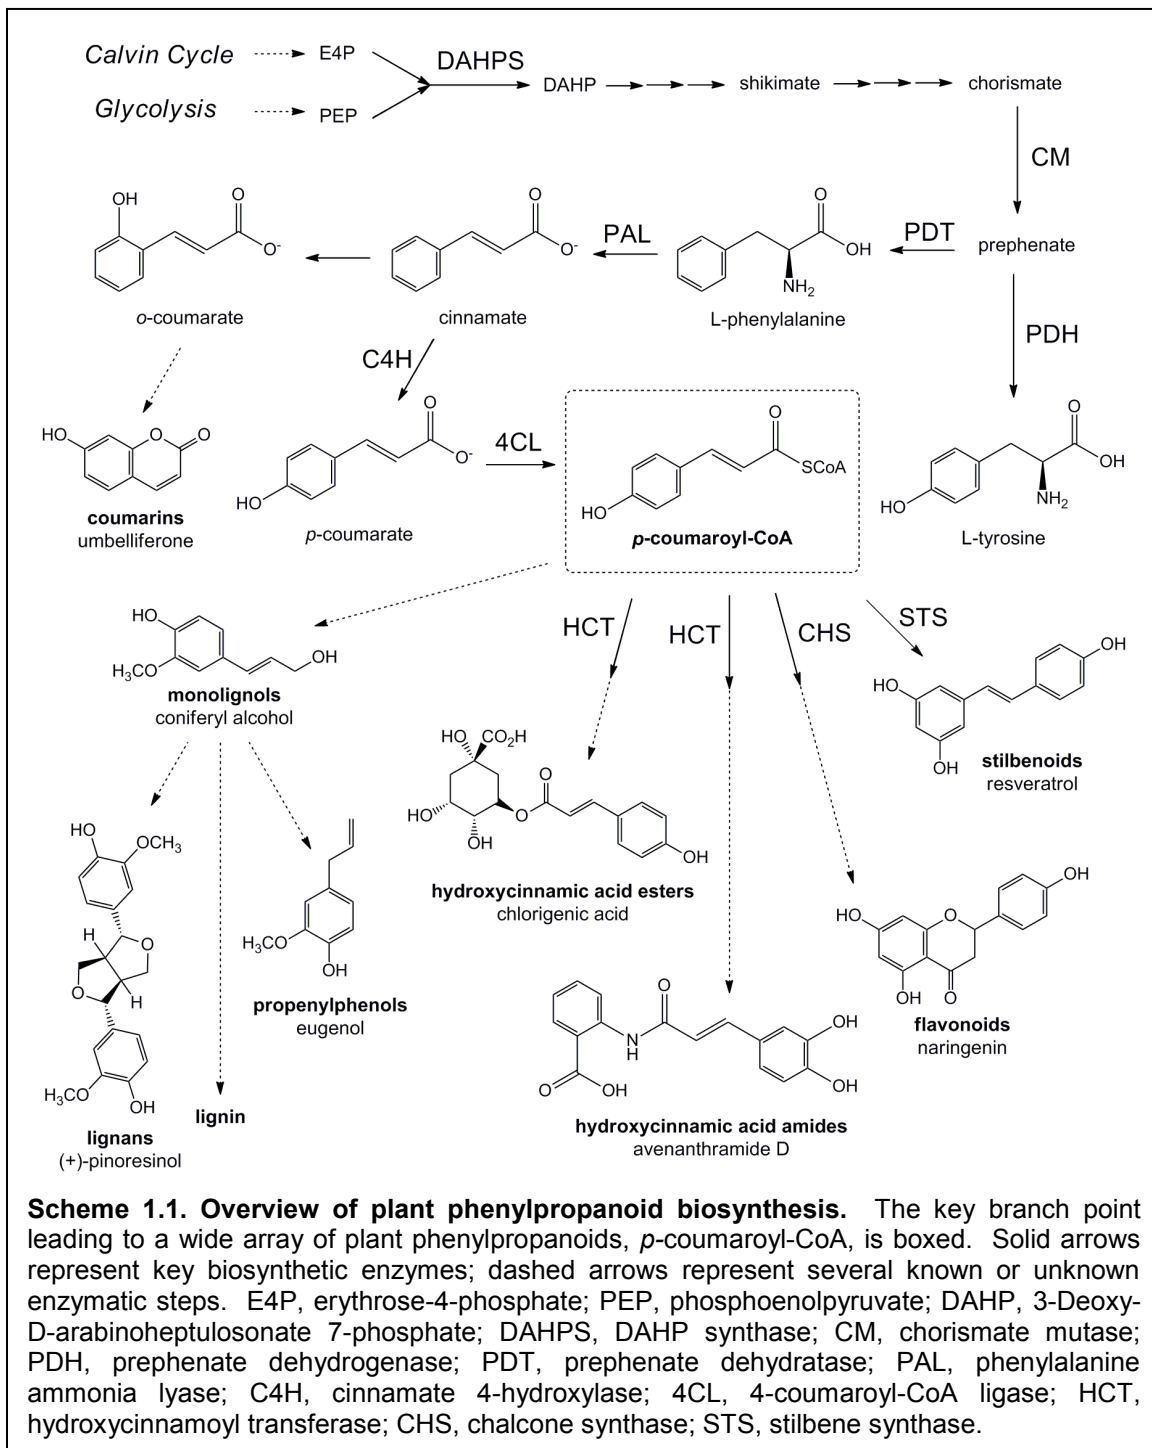 Calvin Cycle
E4P
DAHPS
Glycolysis
PEP
DAHP
shikimate
chorismate
CM
OH
O
O-
o-coumarate
O
O-
cinnamate
PAL
O
OH
NH2
L-phenylalanine
PDT
prephenate
PDH
C4H
HO
O
O
coumarins
umbelliferone
O
O-
HO
p-coumarate
4CL
O
SCoA
HO
p-coumaroyl-CoA
O
OH
NH2
HO
L-tyrosine
HO
H3CO
OH
monolignols
coniferyl alcohol
HCT
HCT
CHS
STS
HO
OH
OH
stilbenoids
resveratrol
HO
CO2H
HO
OH
O
O
OH
hydroxycinnamic acid esters
chlorigenic acid
HO
OCH3
H
O
O
H
H3CO
OH
lignans
(+)-pinoresinol
lignin
H3CO
OH
propenylphenols
eugenol
HO
O
OH
OH
O
flavonoids
naringenin
O
N
H
O
OH
OH
OH
hydroxycinnamic acid amides
avenanthramide D
Scheme 1.1. Overview of plant phenylpropanoid biosynthesis. The key branch point
leading to a wide array of plant phenylpropanoids, p-coumaroyl-CoA, is boxed. Solid arrows
represent key biosynthetic enzymes; dashed arrows represent several known or unknown
enzymatic steps. E4P, erythrose-4-phosphate; PEP, phosphoenolpyruvate; DAHP, 3-Deoxy-
D-arabinoheptulosonate 7-phosphate; DAHPS, DAHP synthase; CM, chorismate mutase;
PDH, prephenate dehydrogenase; PDT, prephenate dehydratase; PAL, phenylalanine
ammonia lyase; C4H, cinnamate 4-hydroxylase; 4CL, 4-coumaroyl-CoA ligase; HCT,
hydroxycinnamoyl transferase; CHS, chalcone synthase; STS, stilbene synthase.